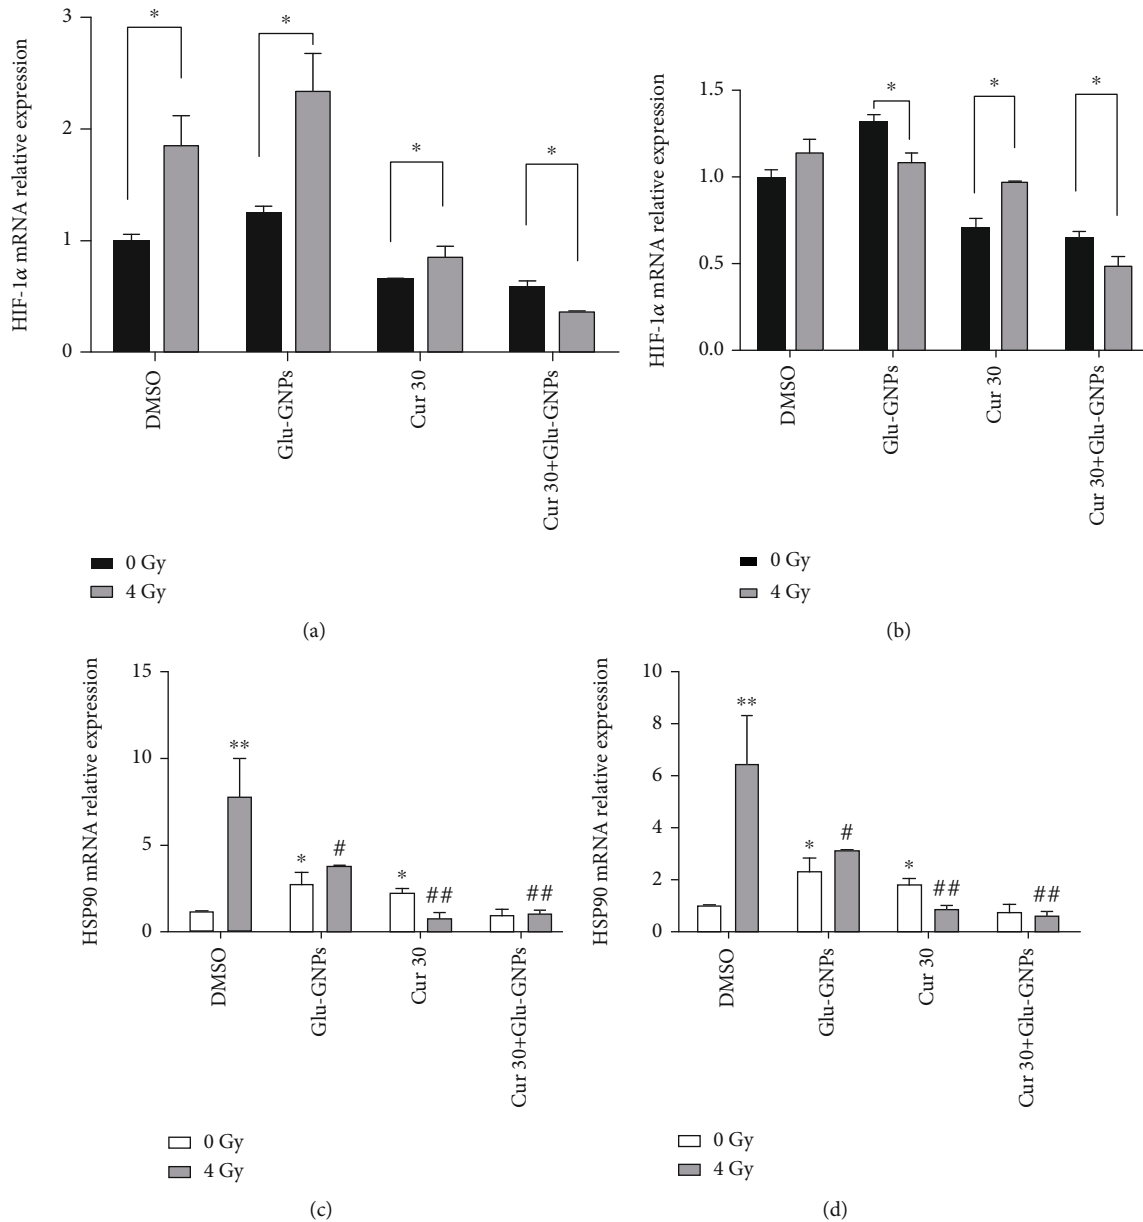 HIF-1α mRNA relative expression
3
2
1
0
*
*
*
*
DMSO
Glu-GNPs
Cur 30
Cur 30+Glu-GNPs
0 Gy
4 Gy
(a)
HIF-1α mRNA relative expression
1.5
1.0
0.5
0.0
*
*
*
DMSO
Glu-GNPs
Cur 30
Cur 30+Glu-GNPs
0 Gy
4 Gy
(b)
HSP90 mRNA relative expression
15
10
5
0
**
*
#
*
##
##
DMSO
Glu-GNPs
Cur 30
Cur 30+Glu-GNPs
0 Gy
4 Gy
(c)
HSP90 mRNA relative expression
10
8
6
4
2
0
**
*
#
*
##
##
DMSO
Glu-GNPs
Cur 30
Cur 30+Glu-GNPs
0 Gy
4 Gy
(d)